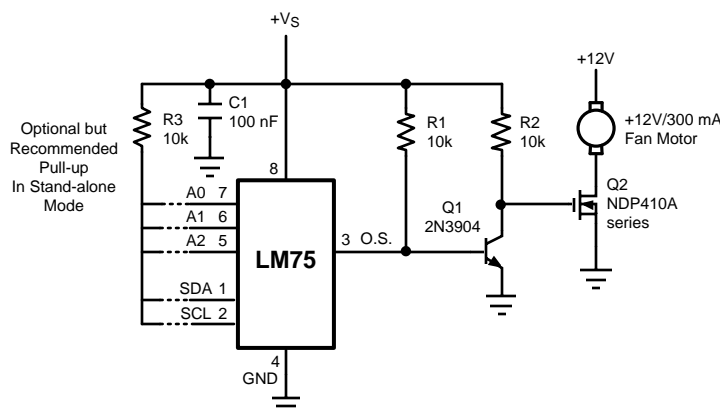 +VS
+12V
C1
100 nF
R3
10k
R1
10k
R2
10k
+12V/300 mA
Fan Motor
Optional but
Recommended
Pull-up
In Stand-alone
Mode
8
Q2
NDP410A
series
A0 7
A1 6
A2 5
Q1
2N3904
3 O.S.
LM75
SDA 1
SCL 2
4
GND